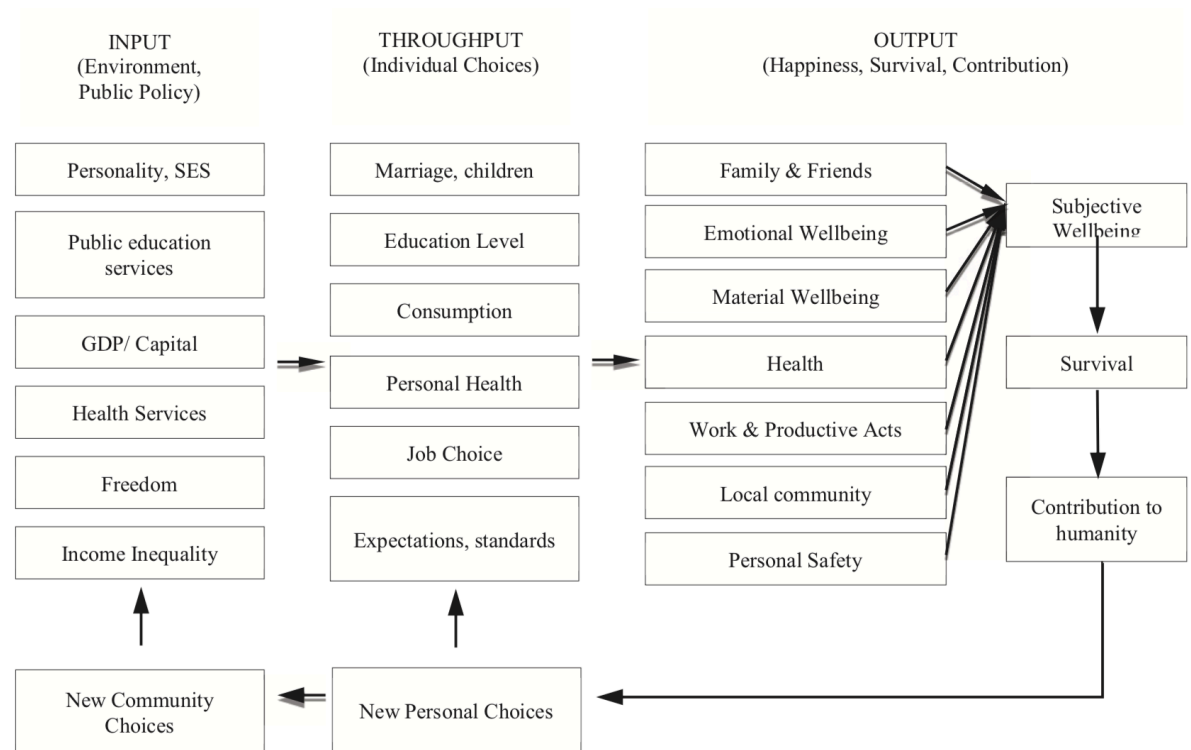 INPUT
(Environment,
Public Policy)
THROUGHPUT
(Individual Choices)
OUTPUT
(Happiness, Survival, Contribution)
Personality, SES
Public education
services
GDP/ Capital
Health Services
Freedom
Income Inequality
New Community
Choices
Marriage, children
Education Level
Consumption
Personal Health
Job Choice
Expectations, standards
New Personal Choices
Family & Friends
Emotional Wellbeing
Material Wellbeing
Health
Work & Productive Acts
Local community
Personal Safety
Subjective
Wellbeing
Survival
Contribution to
humanity